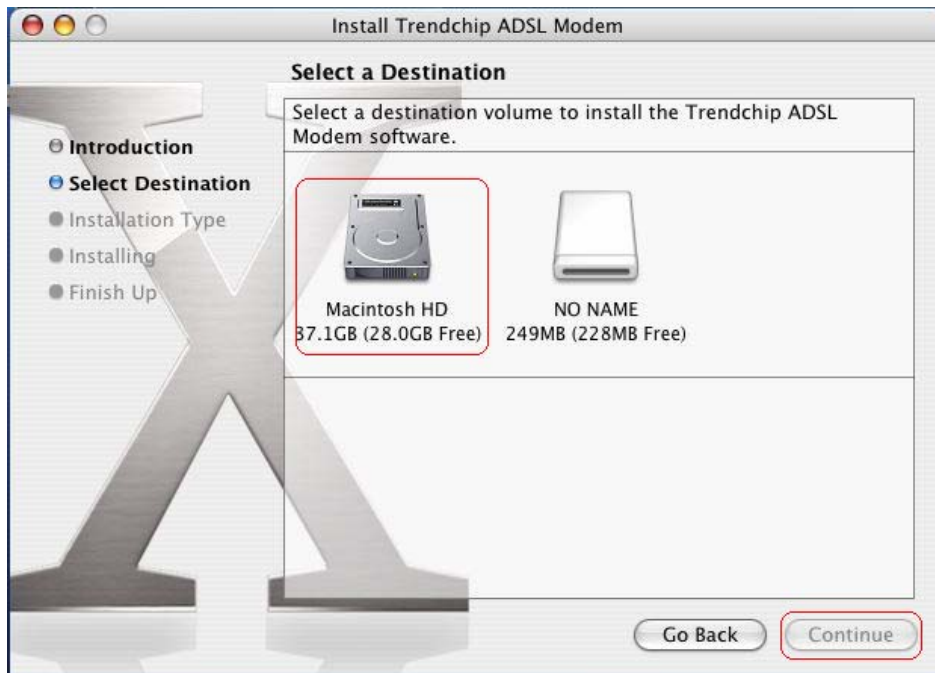 Install Trendchip ADSL Modem
Select a Destination
Select a destination volume to install the Trendchip ADSL
Modem software.
Introduction
Select Destination
Installation Type
Installing
Finish Up
Macintosh HD
37.1GB (28.0GB Free)
NO NAME
249MB (228MB Free)
Go Back
Continue